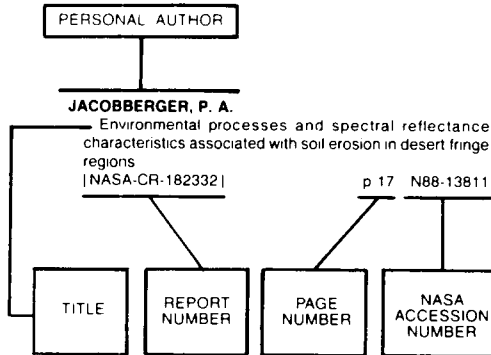 PERSONAL AUTHOR
JACOBBERGER, P. A.
Environmental processes and spectral reflectance
characteristics associated with soil erosion in desert fringe
regions
[NASA-CR-182332] p 17 N88-13811
TITLE
REPORT
NUMBER
PAGE
NUMBER
NASA
ACCESSION
NUMBER